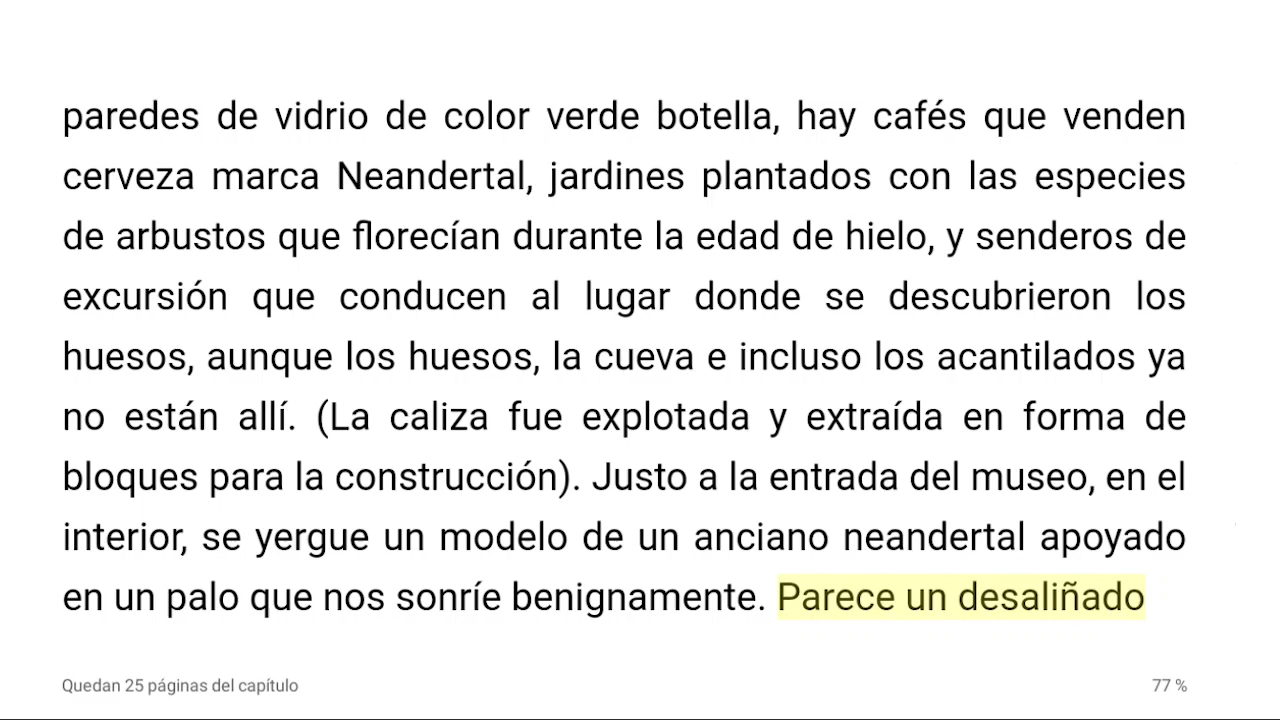 paredes de vidrio de color verde botella, hay cafés que venden
cerveza marca Neandertal, jardines plantados con las especies
de arbustos que florecían durante la edad de hielo, y senderos de
excursión que conducen al lugar donde se descubrieron los
huesos, aunque los huesos, la cueva e incluso los acantilados ya
no están allí. (La caliza fue explotada y extraída en forma de
bloques para la construcción). Justo a la entrada del museo, en el
interior, se yergue un modelo de un anciano neandertal apoyado
en un palo que nos sonríe benignamente. Parece un desaliñado
Quedan 25 páginas del capítulo
77 %